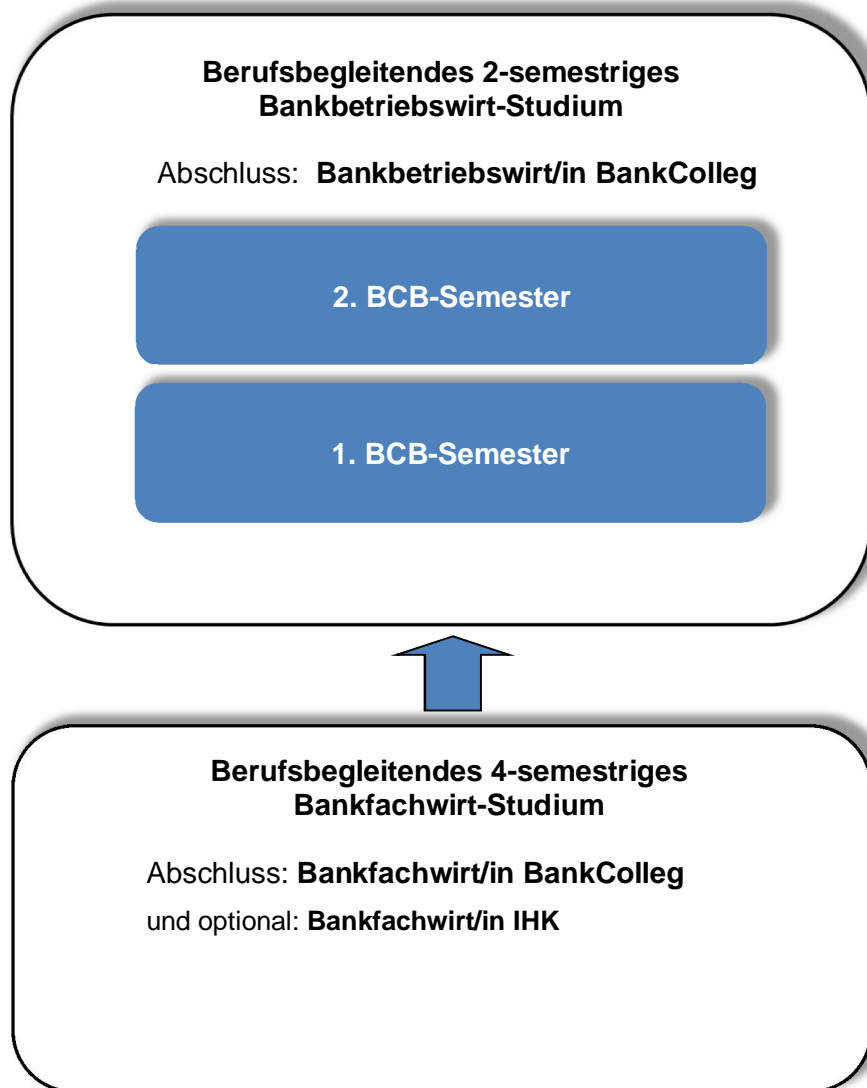 Berufsbegleitendes 2-semestriges
Bankbetriebswirt-Studium
Abschluss: Bankbetriebswirt/in BankColleg
2. BCB-Semester
1. BCB-Semester
Berufsbegleitendes 4-semestriges
Bankfachwirt-Studium
Abschluss: Bankfachwirt/in BankColleg
und optional: Bankfachwirt/in IHK